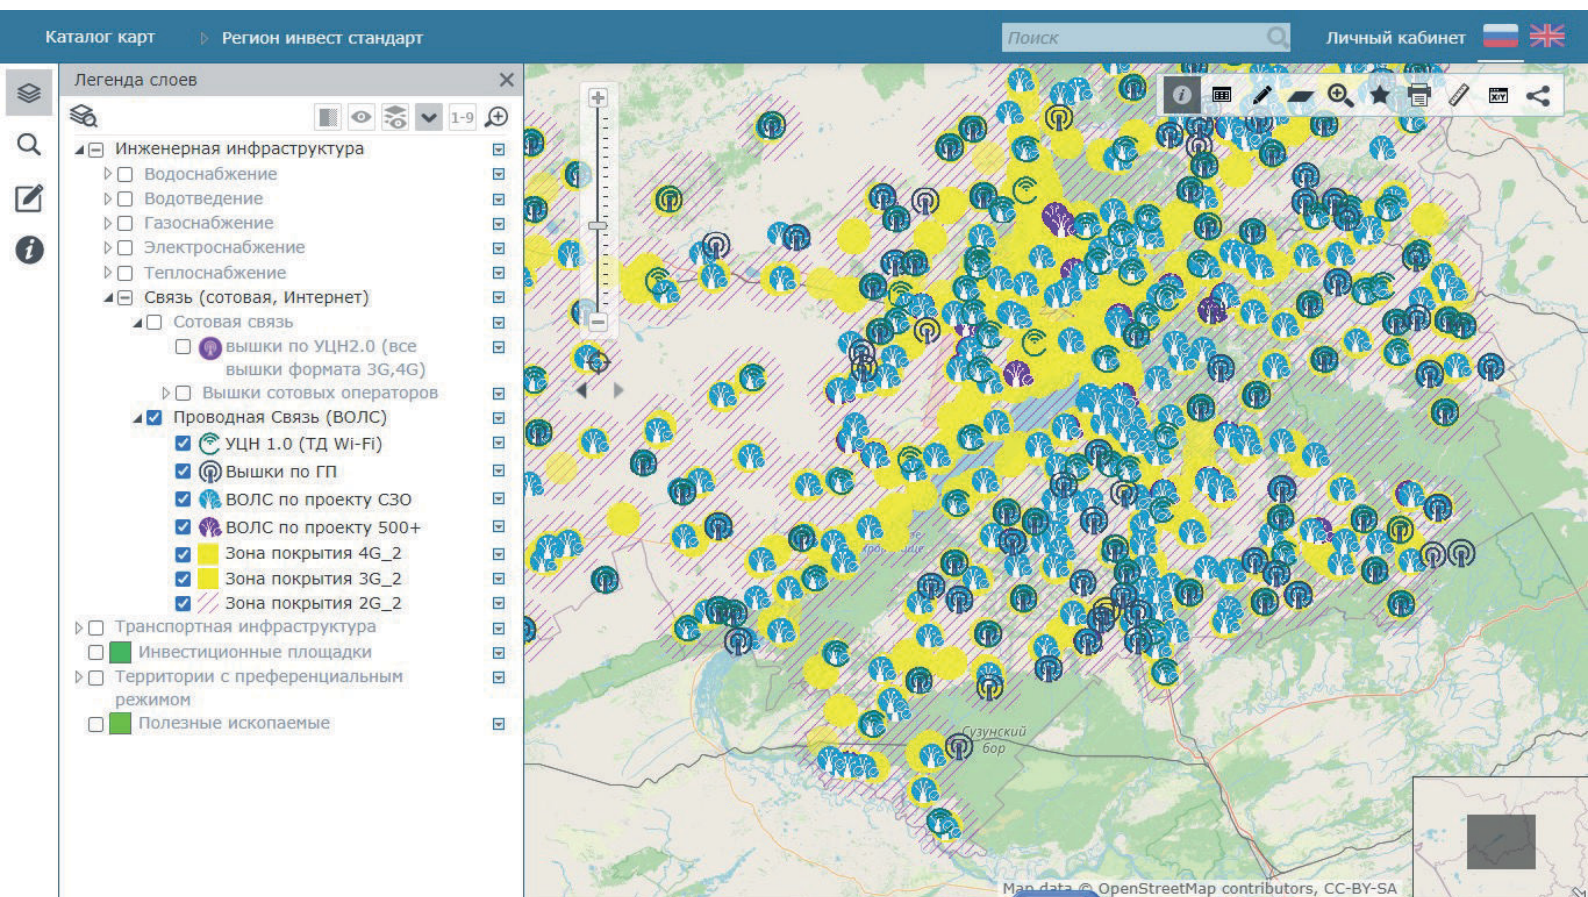 Каталог карт
Регион инвест стандарт
Поиск
Личный кабинет
Легенда слоев
1-9
Инженерная инфраструктура
Водоснабжение
Водотведение
Газоснабжение
Электроснабжение
Теплоснабжение
Связь (сотовая, Интернет)
Сотовая связь
вышки по УЦН2.0 (все
вышки формата 3G,4G)
Вышки сотовых операторов
Проводная Связь (ВОЛС)
УЦН 1.0 (ТД Wi-Fi)
Вышки по ГП
ВОЛС по проекту СЗО
ВОЛС по проекту 500+
Зона покрытия 4G_2
Зона покрытия 3G_2
Зона покрытия 2G_2
Транспортная инфраструктура
Инвестиционные площадки
Территории с преференциальным
режимом
Полезные ископаемые
X/Y
Сузунский
бор
Map data © OpenStreetMap contributors, CC-BY-SA